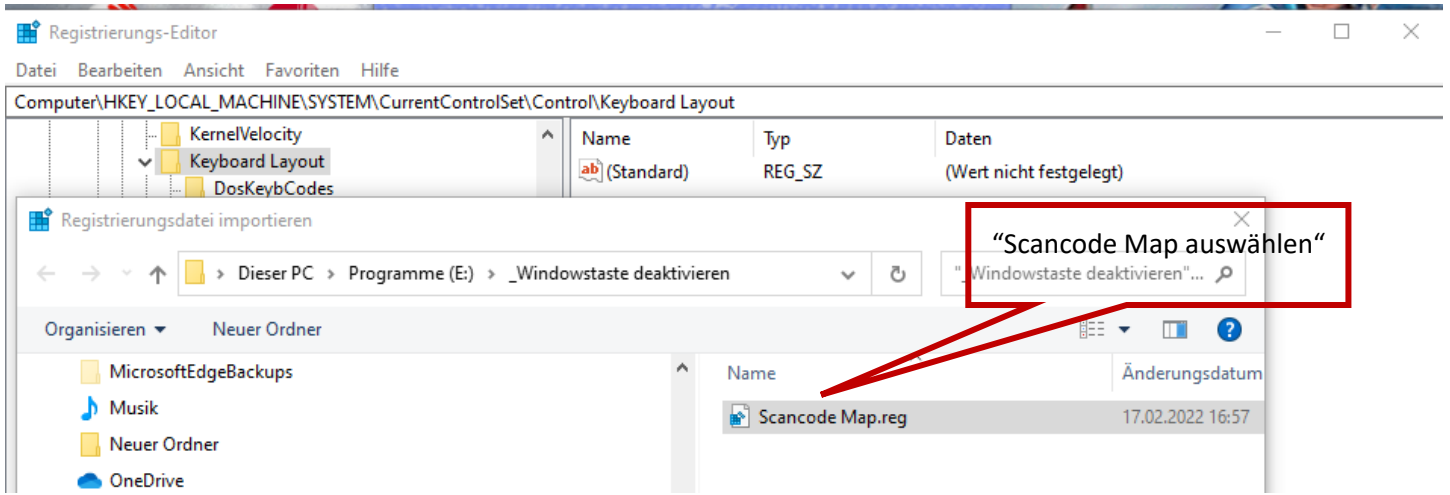 Registrierungs-Editor
Datei Bearbeiten Ansicht Favoriten Hilfe
Computer\HKEY_LOCAL_MACHINE\SYSTEM\CurrentControlSet\Control\Keyboard Layout
KernelVelocity
Keyboard Layout
DosKeybCodes
Name Typ Daten
(Standard) REG_SZ (Wert nicht festgelegt)
Registrierungsdatei importieren
“Scancode Map auswählen“
Dieser PC > Programme (E:) > _Windowstaste deaktivieren
"_Windowstaste deaktivieren"...
Organisieren Neuer Ordner
MicrosoftEdgeBackups
Musik
Neuer Ordner
OneDrive
Name Änderungsdatum
Scancode Map.reg 17.02.2022 16:57